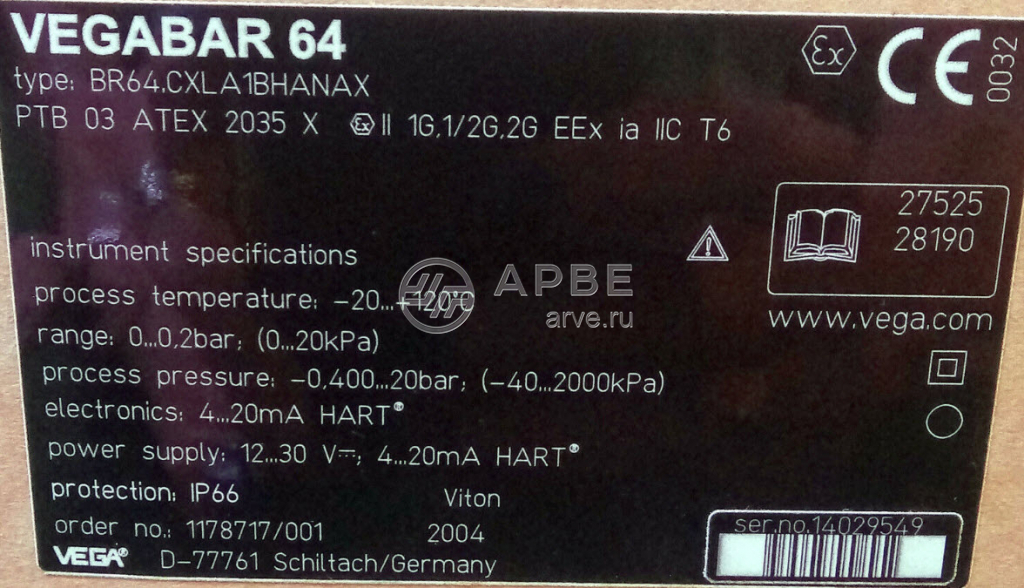 VEGABAR 64
type: BR64.CXLA1BHANAX
PTB 03 ATEX 2035 X Ex II 1G,1/2G,2G EEx ia IIC T6
Ex CE 0032
27525
28190
www.vega.com
instrument specifications
process temperature: -20...+120°C
range: 0...0,2bar; (0...20kPa)
process pressure: -0,400...20bar; (-40...2000kPa)
electronics: 4...20mA HART®
power supply: 12...30 V⎓; 4...20mA HART®
protection: IP66 Viton
order no.: 1178717/001 2004
VEGA® D-77761 Schiltach/Germany
ser.no.14029549
АРВЕ
arve.ru